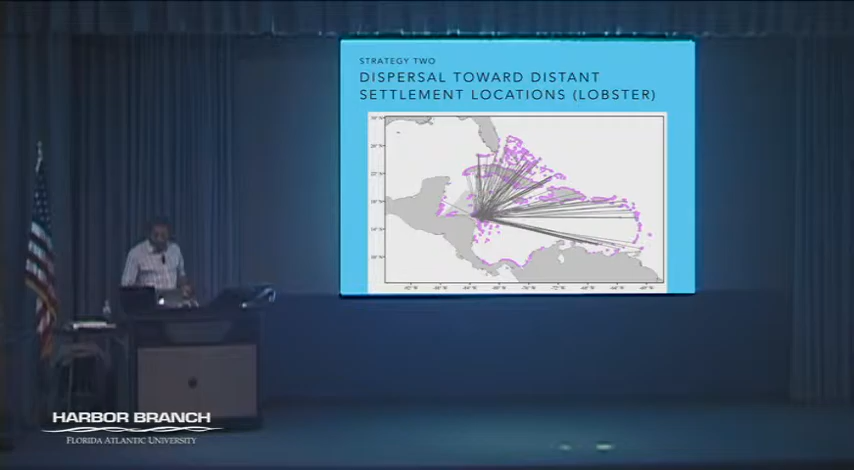 STRATEGY TWO
DISPERSAL TOWARD DISTANT
SETTLEMENT LOCATIONS (LOBSTER)
HARBOR BRANCH
FLORIDA ATLANTIC UNIVERSITY